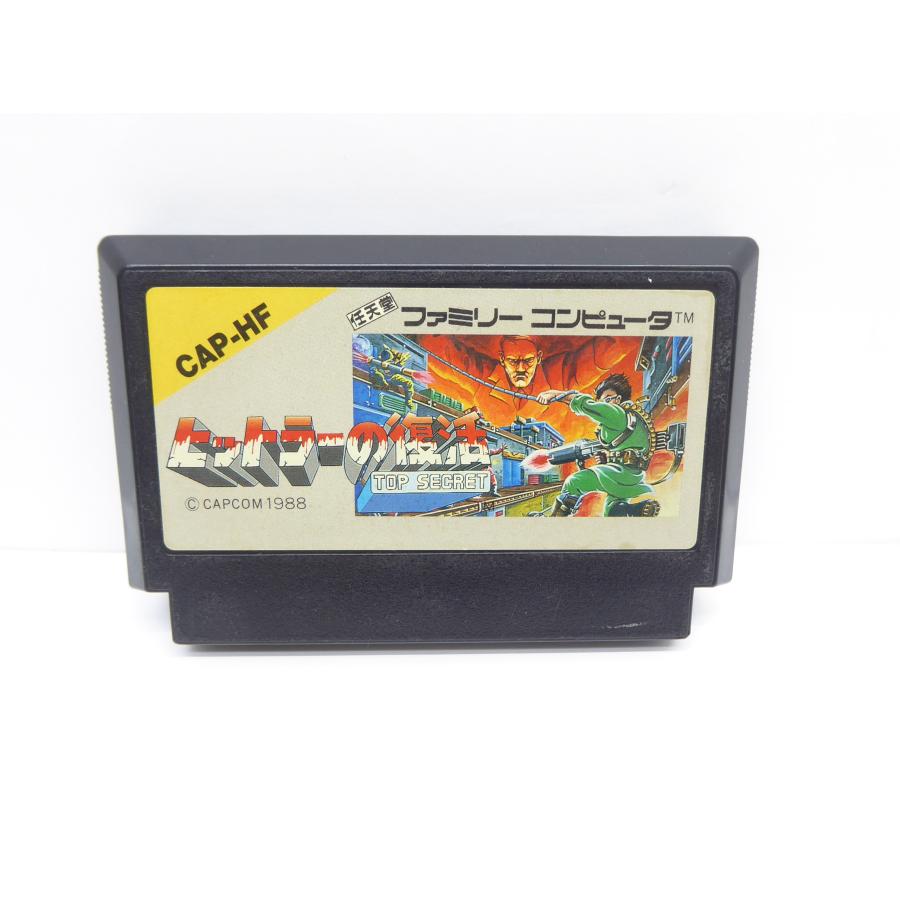 CAP-HF
任天堂 ファミリー コンピュータ™
ヒットラーの復活
TOP SECRET
©CAPCOM 1988